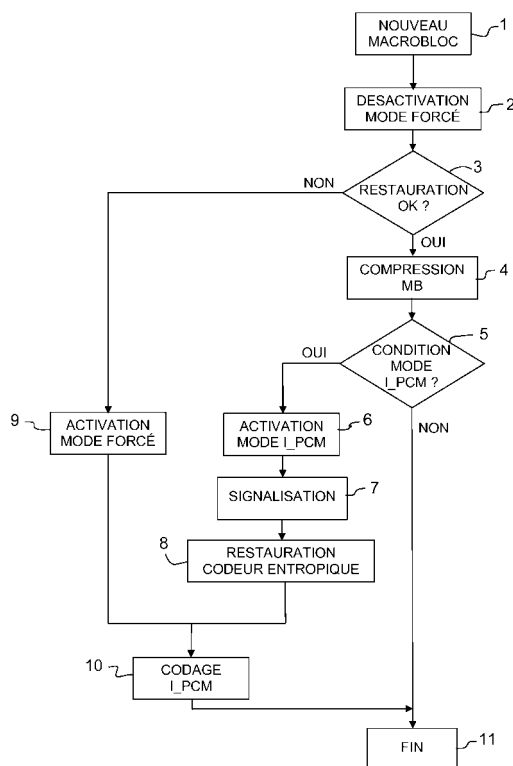 NOUVEAU
MACROBLOC
1
DESACTIVATION
MODE FORCÉ
2
3
NON
RESTAURATION
OK ?
OUI
COMPRESSION
MB
4
5
OUI
CONDITION
MODE
I_PCM ?
9
ACTIVATION
MODE FORCÉ
ACTIVATION
MODE I_PCM
6
NON
SIGNALISATION
7
8
RESTAURATION
CODEUR ENTROPIQUE
10
CODAGE
I_PCM
FIN
11